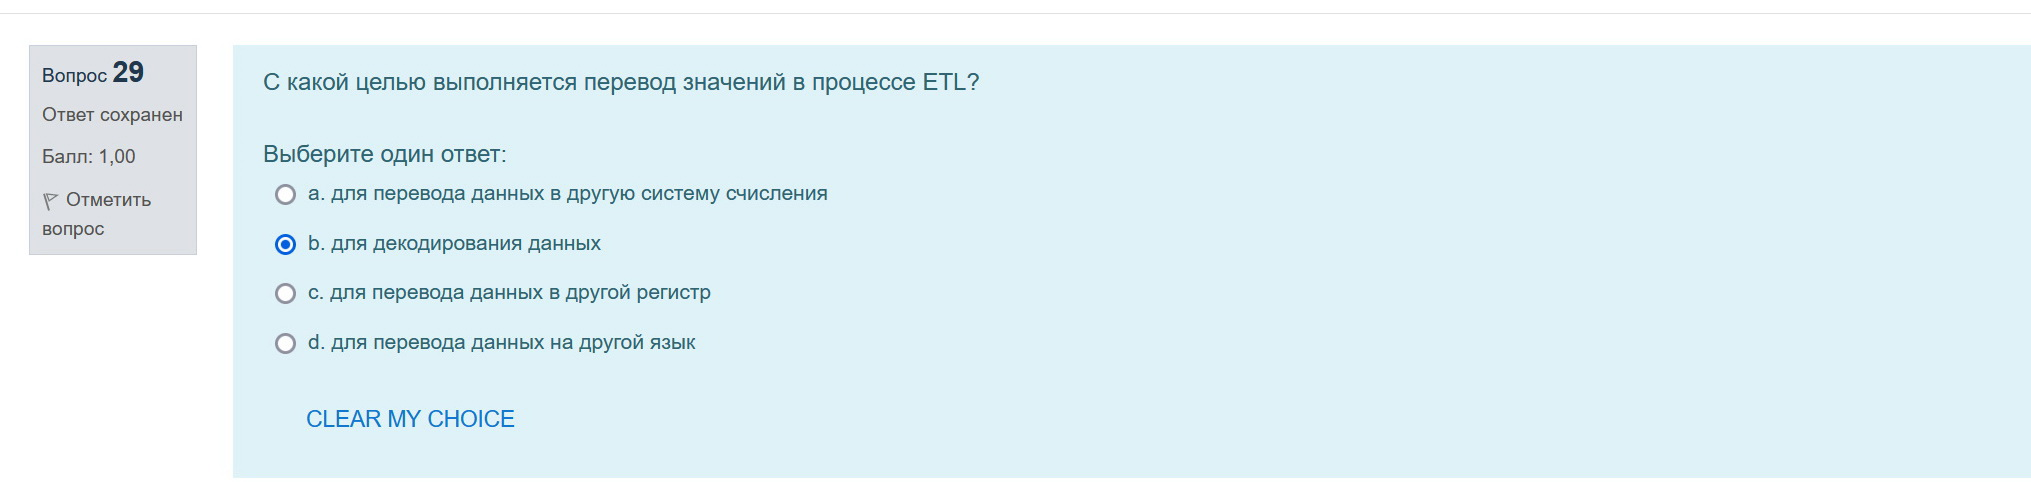 Вопрос 29
Ответ сохранен
Балл: 1,00
Отметить
вопрос
С какой целью выполняется перевод значений в процессе ETL?
Выберите один ответ:
a. для перевода данных в другую систему счисления
b. для декодирования данных
c. для перевода данных в другой регистр
d. для перевода данных на другой язык
CLEAR MY CHOICE